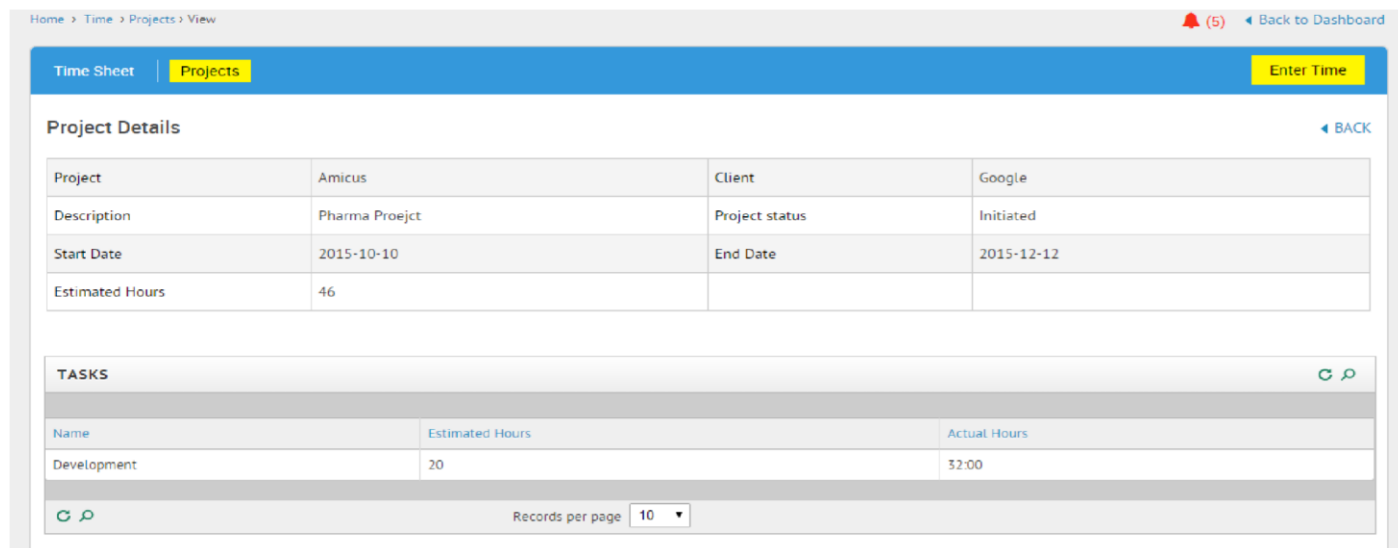 Home > Time > Projects > View (5) Back to Dashboard
Time Sheet Projects Enter Time
Project Details BACK
Project Amicus Client Google
Description Pharma Proejct Project status Initiated
Start Date 2015-10-10 End Date 2015-12-12
Estimated Hours 46
TASKS
Name Estimated Hours Actual Hours
Development 20 32:00
Records per page 10